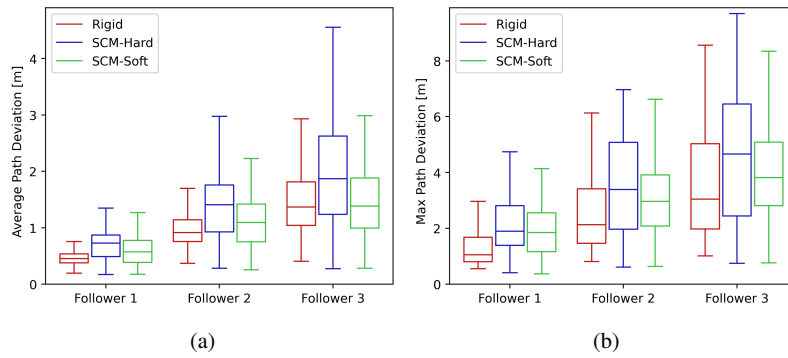 Rigid
SCM-Hard
SCM-Soft
Average Path Deviation [m]
4
3
2
1
0
Follower 1 Follower 2 Follower 3
(a)
Rigid
SCM-Hard
SCM-Soft
Max Path Deviation [m]
8
6
4
2
0
Follower 1 Follower 2 Follower 3
(b)